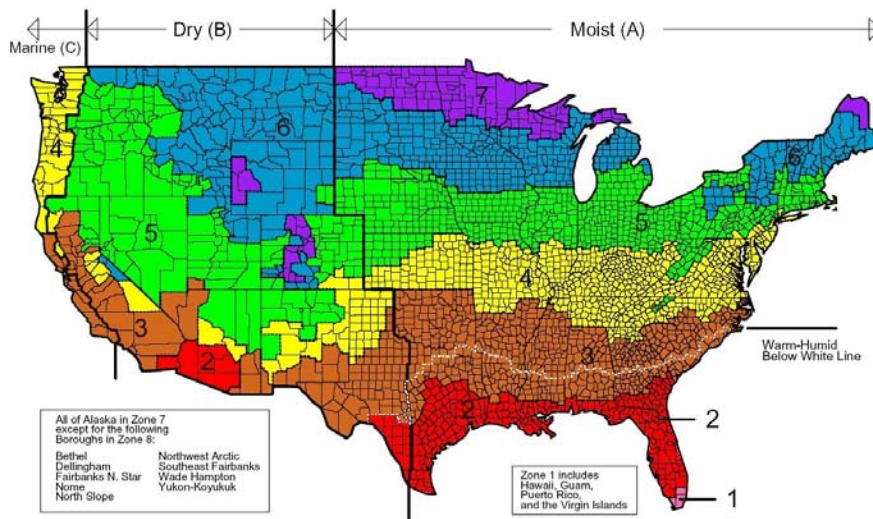 Dry (B)
Moist (A)
Marine (C)
7
6
6
4
5
5
4
3
3
2
2
Warm-Humid
Below White Line
2
1
All of Alaska in Zone 7
except for the following
Boroughs in Zone 8:
Bethel
Dellingham
Fairbanks N. Star
Nome
North Slope
Northwest Arctic
Southeast Fairbanks
Wade Hampton
Yukon-Koyukuk
Zone 1 includes
Hawaii, Guam,
Puerto Rico,
and the Virgin Islands